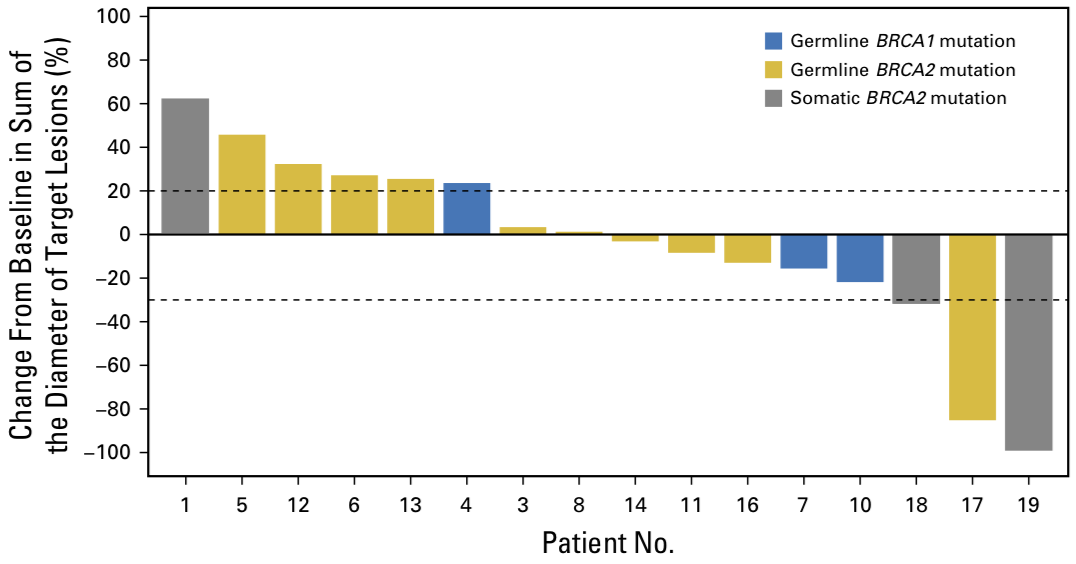 Change From Baseline in Sum of
the Diameter of Target Lesions (%)
100
80
60
40
20
0
−20
−40
−60
−80
−100
Germline BRCA1 mutation
Germline BRCA2 mutation
Somatic BRCA2 mutation
1 5 12 6 13 4 3 8 14 11 16 7 10 18 17 19
Patient No.